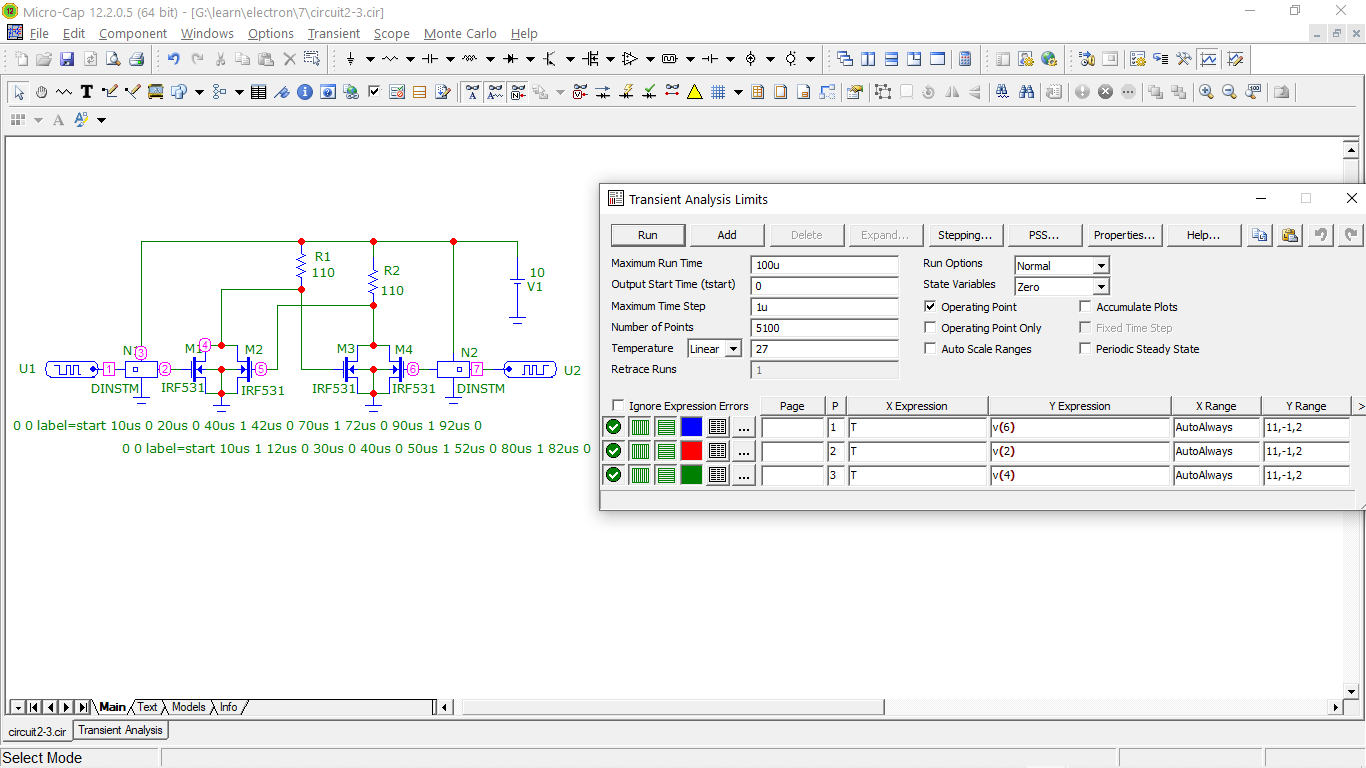 Micro-Cap 12.2.0.5 (64 bit) - [G:\learn\electron\7\circuit2-3.cir]
File Edit Component Windows Options Transient Scope Monte Carlo Help
Transient Analysis Limits
Run Add Delete Expand... Stepping... PSS... Properties... Help...
Maximum Run Time 100u Run Options Normal
Output Start Time (tstart) 0 State Variables Zero
Maximum Time Step 1u Operating Point Accumulate Plots
Number of Points 5100 Operating Point Only Fixed Time Step
Temperature Linear 27 Auto Scale Ranges Periodic Steady State
Retrace Runs 1
Ignore Expression Errors Page P X Expression Y Expression X Range Y Range >
... 1 T v(6) AutoAlways 11,-1,2
... 2 T v(2) AutoAlways 11,-1,2
... 3 T v(4) AutoAlways 11,-1,2
R1
110
R2
110
10
V1
3 4 M2 M3 M4 N2
U1 1 2 5 6 7 U2
DINSTM IRF531 IRF531 IRF531 IRF531 DINSTM
0 0 label=start 10us 0 20us 0 40us 1 42us 0 70us 1 72us 0 90us 1 92us 0
0 0 label=start 10us 1 12us 0 30us 0 40us 0 50us 1 52us 0 80us 1 82us 0
Main Text Models Info
circuit2-3.cir Transient Analysis
Select Mode